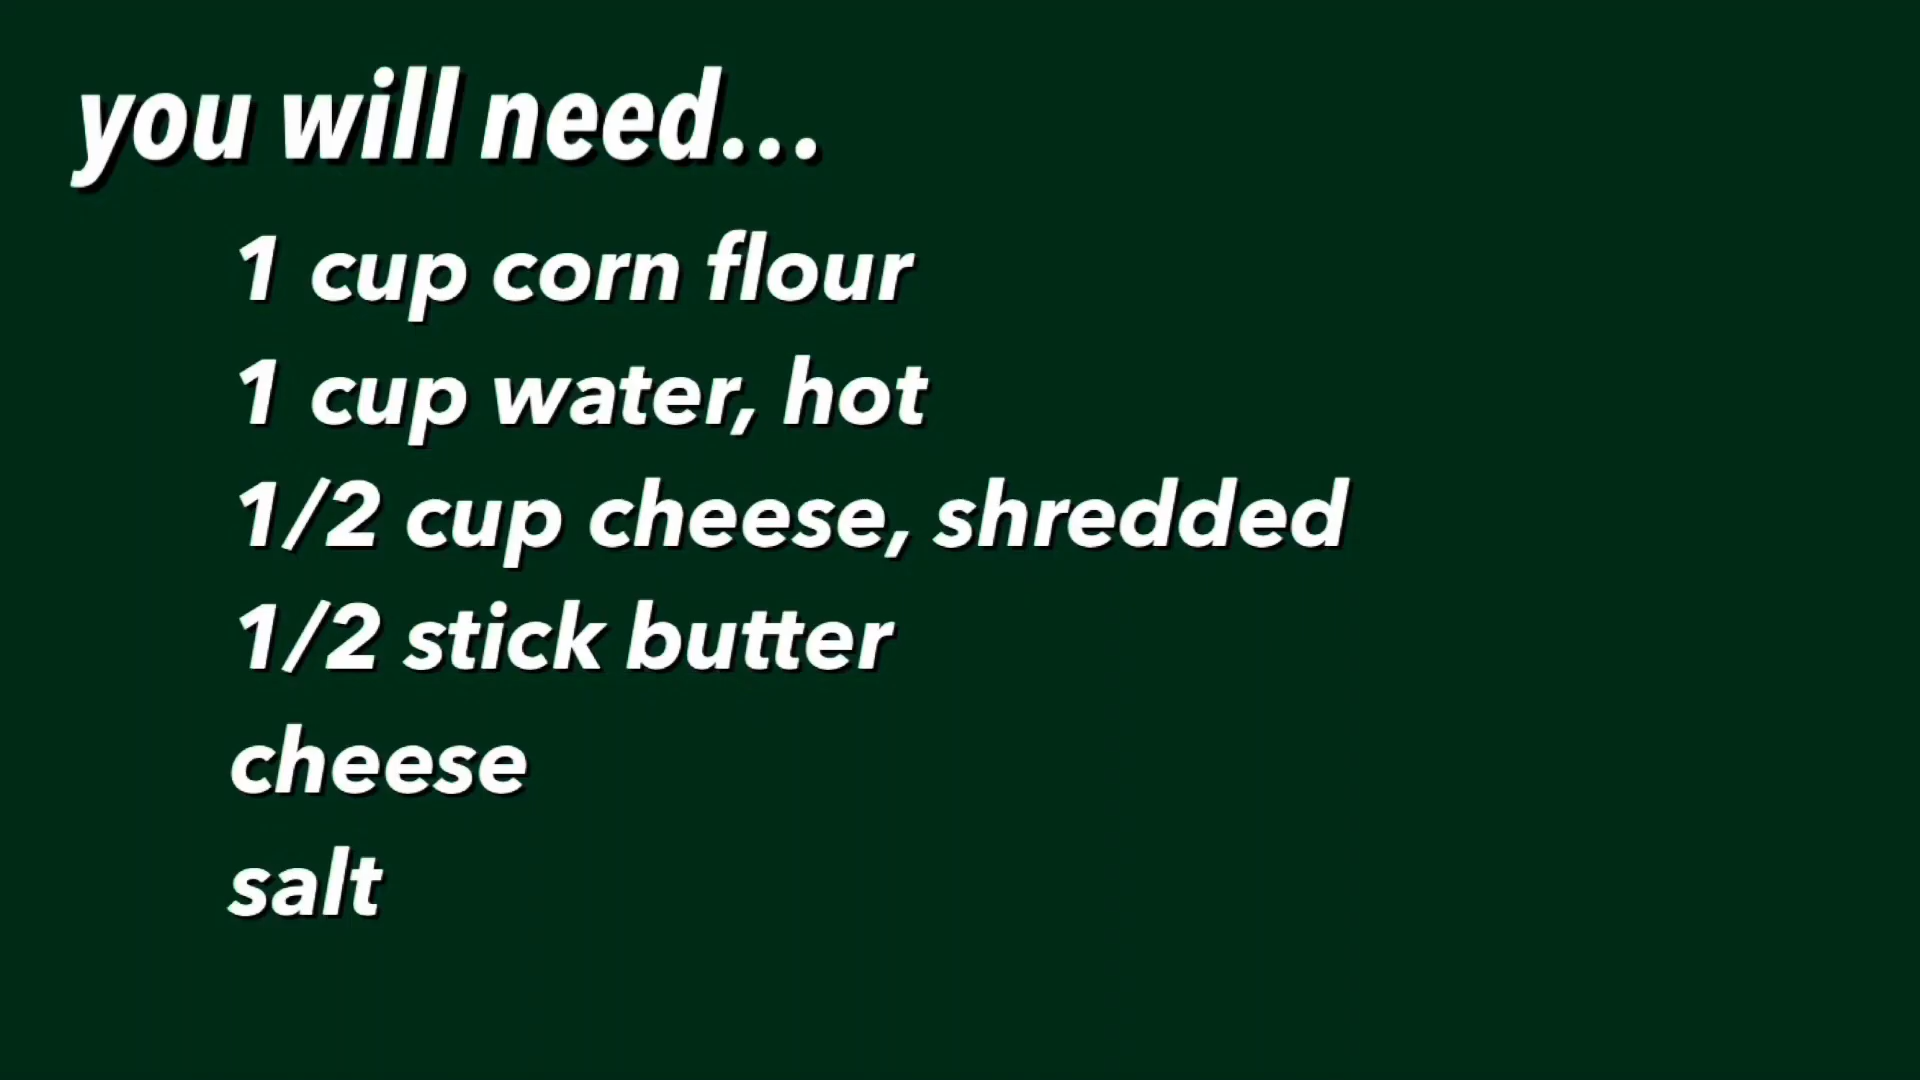 you will need...
1 cup corn flour
1 cup water, hot
1/2 cup cheese, shredded
1/2 stick butter
cheese
salt